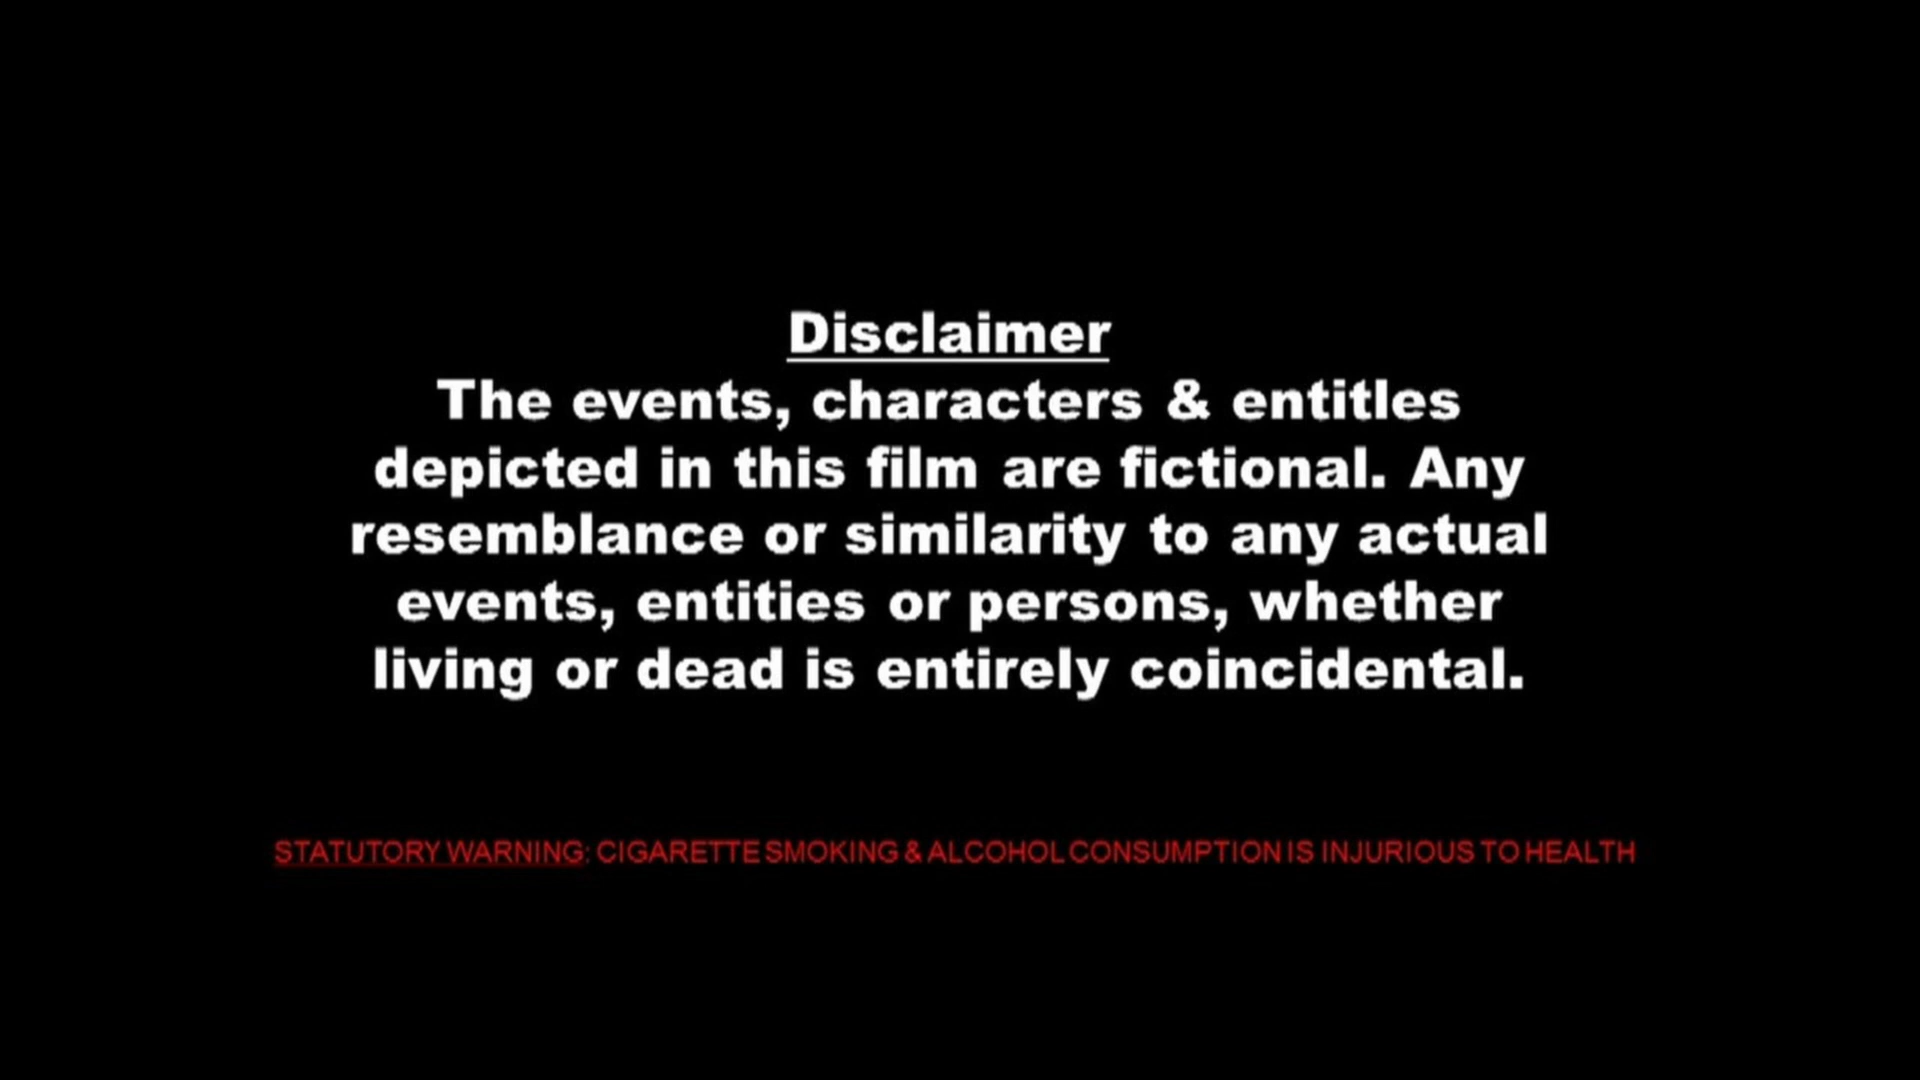 Disclaimer
The events, characters & entitles
depicted in this film are fictional. Any
resemblance or similarity to any actual
events, entities or persons, whether
living or dead is entirely coincidental.
STATUTORY WARNING: CIGARETTE SMOKING & ALCOHOL CONSUMPTION IS INJURIOUS TO HEALTH